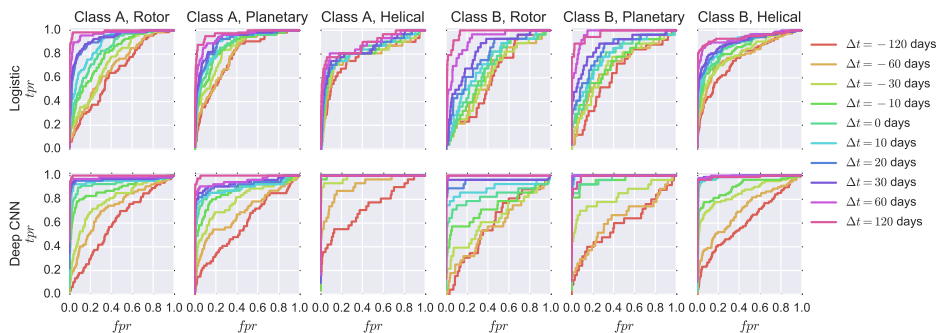 Class A, Rotor Class A, Planetary Class A, Helical Class B, Rotor Class B, Planetary Class B, Helical
Logistic
tpr
1.0
0.8
0.6
0.4
0.2
0.0
Deep CNN
tpr
1.0
0.8
0.6
0.4
0.2
0.0
0.0 0.2 0.4 0.6 0.8 1.0 0.0 0.2 0.4 0.6 0.8 1.0 0.0 0.2 0.4 0.6 0.8 1.0 0.0 0.2 0.4 0.6 0.8 1.0 0.0 0.2 0.4 0.6 0.8 1.0 0.0 0.2 0.4 0.6 0.8 1.0
fpr fpr fpr fpr fpr fpr
Δt = −120 days
Δt = −60 days
Δt = −30 days
Δt = −10 days
Δt = 0 days
Δt = 10 days
Δt = 20 days
Δt = 30 days
Δt = 60 days
Δt = 120 days